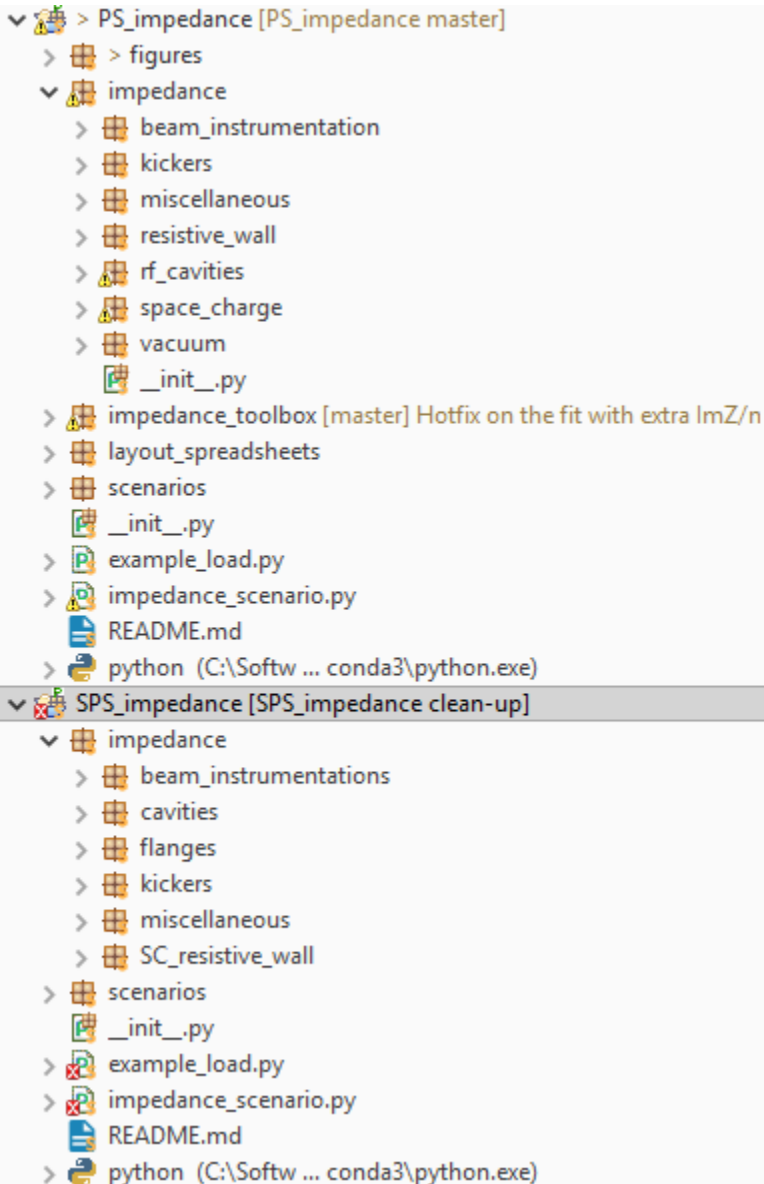 > PS_impedance [PS_impedance master]
> figures
impedance
beam_instrumentation
kickers
miscellaneous
resistive_wall
rf_cavities
space_charge
vacuum
__init__.py
impedance_toolbox [master] Hotfix on the fit with extra ImZ/n
layout_spreadsheets
scenarios
__init__.py
example_load.py
impedance_scenario.py
README.md
python (C:\Softw ... conda3\python.exe)
SPS_impedance [SPS_impedance clean-up]
impedance
beam_instrumentations
cavities
flanges
kickers
miscellaneous
SC_resistive_wall
scenarios
__init__.py
example_load.py
impedance_scenario.py
README.md
python (C:\Softw ... conda3\python.exe)